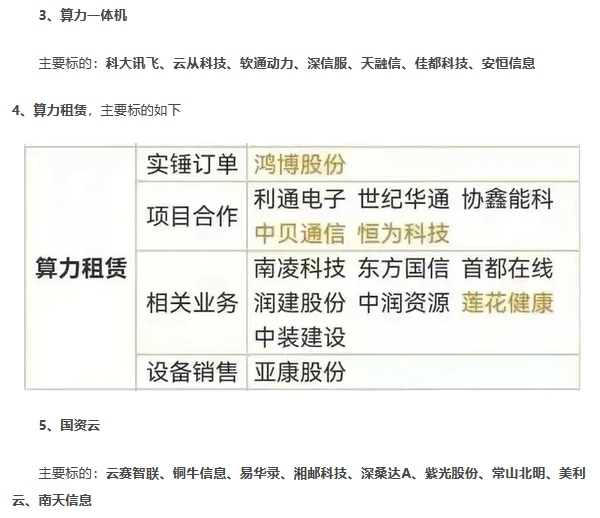 3、算力一体机
主要标的：科大讯飞、云从科技、软通动力、深信服、天融信、佳都科技、安恒信息
4、算力租赁，主要标的如下
实锤订单 鸿博股份
利通电子 世纪华通 协鑫能科
项目合作
中贝通信 恒为科技
算力租赁
南凌科技 东方国信 首都在线
相关业务 润建股份 中润资源 莲花健康
中装建设
设备销售 亚康股份
5、国资云
主要标的：云赛智联、铜牛信息、易华录、湘邮科技、深桑达A、紫光股份、常山北明、美利
云、南天信息